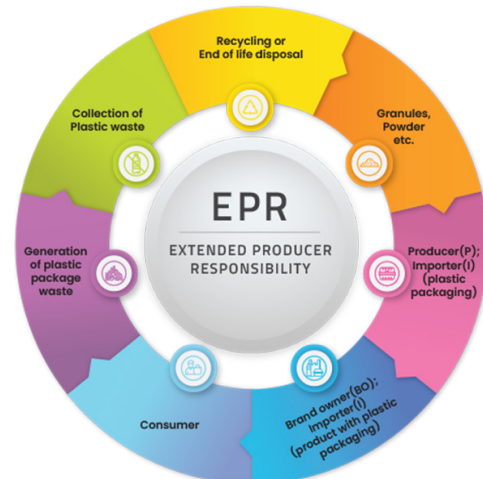 Recycling or
End of life disposal
Granules,
Powder
etc.
Producer(P);
Importer(I)
(plastic
packaging)
Brand owner(BO);
Importer(I)
(product with plastic
packaging)
Consumer
Generation
of plastic
package
waste
Collection of
Plastic waste
EPR
EXTENDED PRODUCER
RESPONSIBILITY